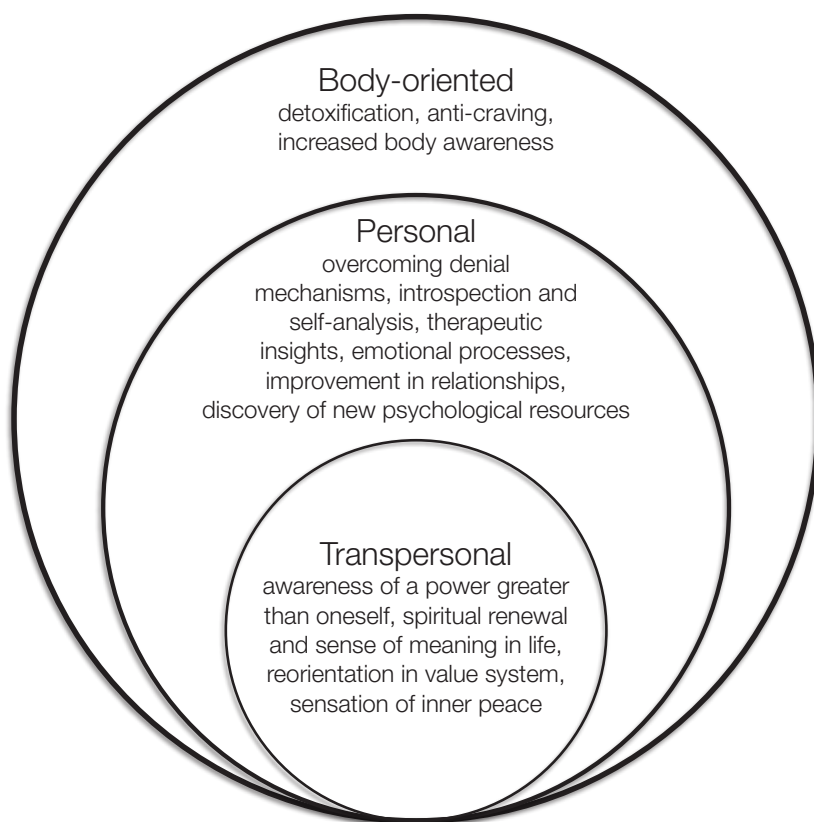 Body-oriented
detoxification, anti-craving,
increased body awareness
Personal
overcoming denial
mechanisms, introspection and
self-analysis, therapeutic
insights, emotional processes,
improvement in relationships,
discovery of new psychological resources
Transpersonal
awareness of a power greater
than oneself, spiritual renewal
and sense of meaning in life,
reorientation in value system,
sensation of inner peace